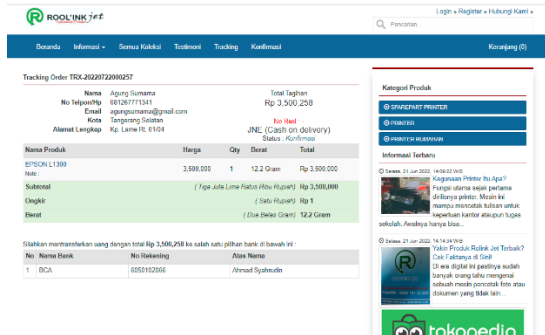 Login » Register » Hubungi Kami »
ROOL'INK jet
Pencarian...
Beranda Informasi Semua Koleksi Testimoni Tracking Konfirmasi Keranjang (0)
Tracking Order TRX-20220722000257
Nama Agung Sumarna
No Telpon/Hp 081267771341
Email agungsumarna@gmail.com
Kota Tangerang Selatan
Alamat Lengkap Kp. Lame Rt. 01/04
Total Tagihan
Rp 3,500,258
No Resi
JNE (Cash on delivery)
Status : Konfirmasi
Nama Produk Harga Qty Berat Total
EPSON L1300 3,500,000 1 12.2 Gram Rp 3,500,000
Note :
Subtotal ( Tiga Juta Lima Ratus Ribu Rupiah) Rp 3,500,000
Ongkir ( Satu Rupiah) Rp 1
Berat ( Dua Belas Gram) 12.2 Gram
Silahkan mentransferkan uang dengan total Rp 3,500,258 ke salah satu pilihan bank di bawah ini :
No Nama Bank No Rekening Atas Nama
1 BCA 6050102866 Ahmad Syahrudin
Kategori Produk
SPAREPART PRINTER
PRINTER
PRINTER RUMAHAN
Informasi Terbaru
Selasa, 21 Jun 2022, 14:58:22 WIB
Kegunaan Printer Itu Apa?
Fungsi utama sejak pertama
dirilisnya printer. Mesin ini
mampu mencetak tulisan untuk
keperluan kantor ataupun tugas
sekolah. Awalnya hanya bisa...
Selasa, 21 Jun 2022, 14:14:34 WIB
Yakin Produk Rolink Jet Terbaik?
Cek Faktanya di Sini!
Di era digital ini pastinya sudah
banyak orang tahu mengenai
sebuah mesin pencetak foto atau
dokumen yang tidak lain...
tokopedia